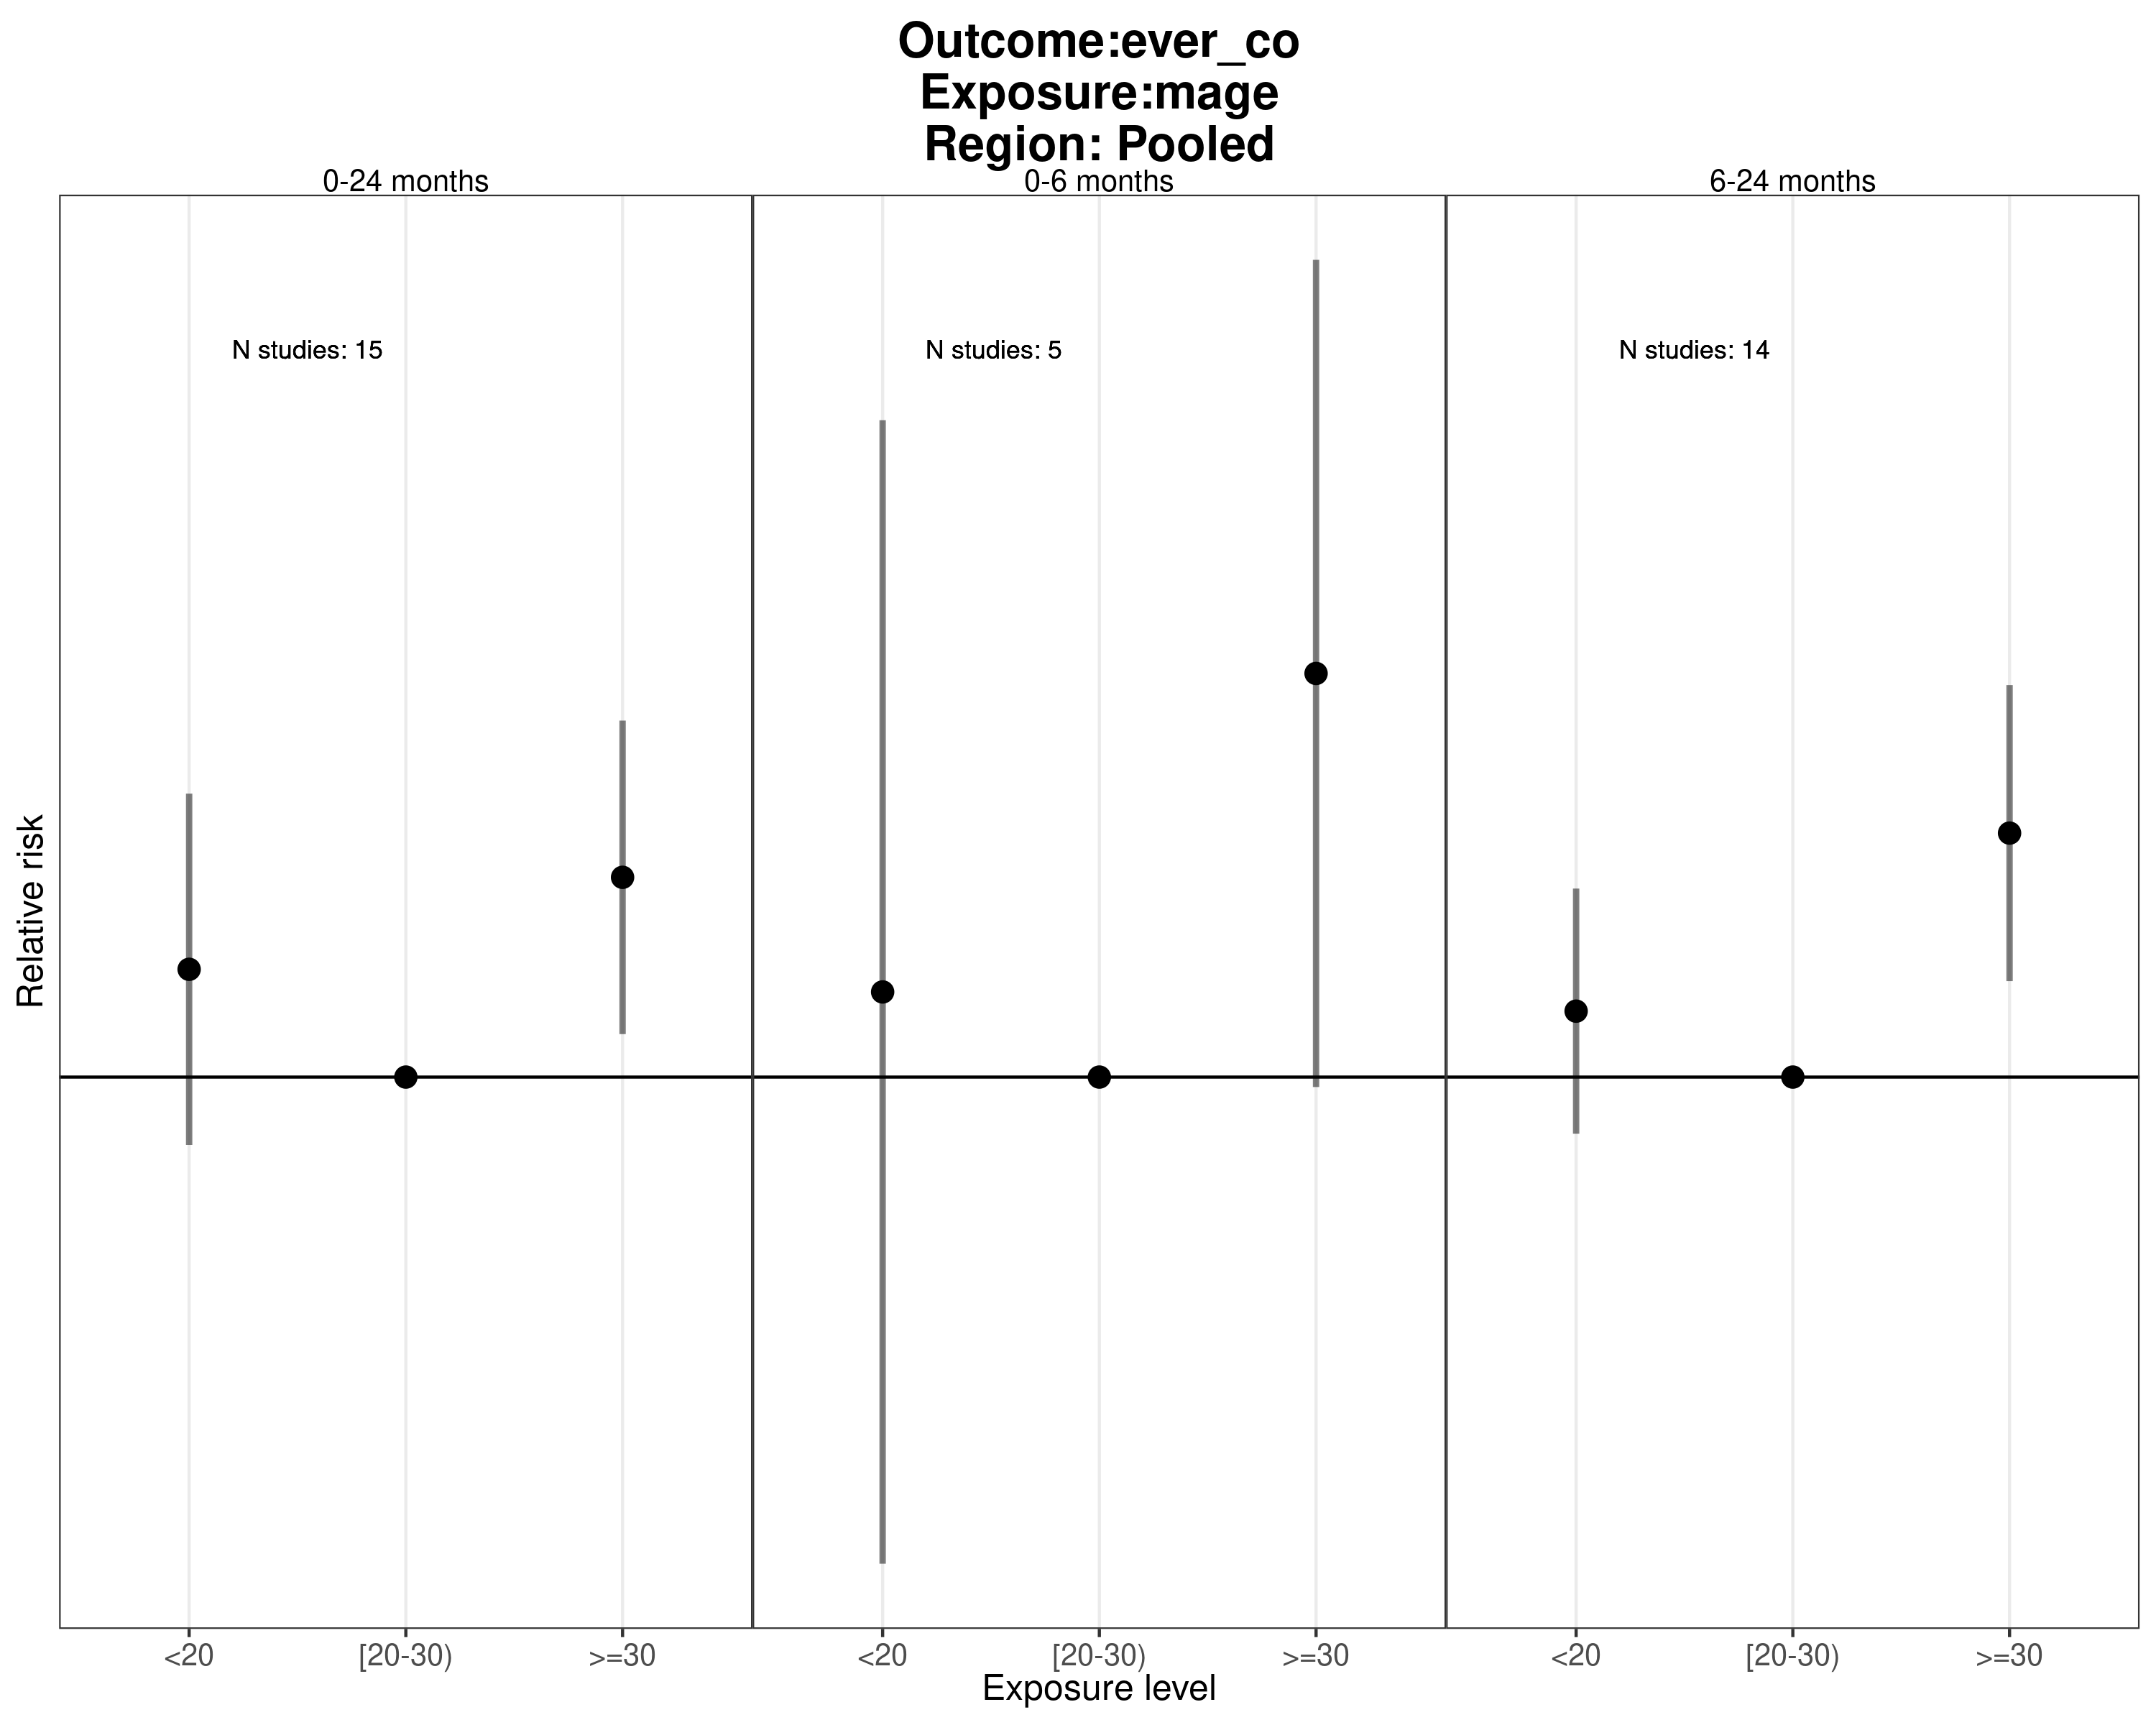 Outcome:ever_co
Exposure:mage
Region: Pooled
0-24 months
0-6 months
6-24 months
N studies: 15
N studies: 5
N studies: 14
Relative risk
<20
[20-30)
>=30
<20
[20-30)
>=30
<20
[20-30)
>=30
Exposure level